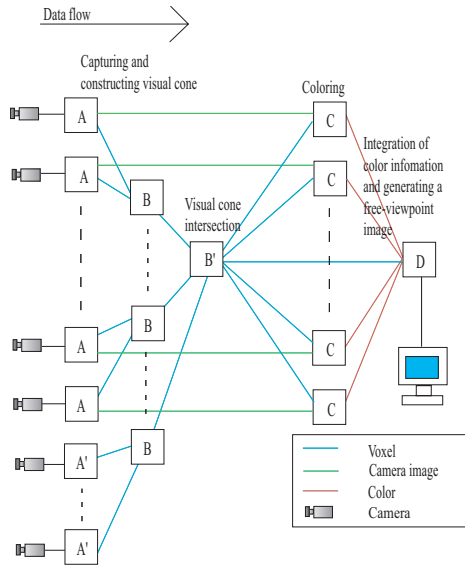 Data flow
Capturing and
constructing visual cone
Coloring
A
C
Integration of
color infomation
and generating a
free-viewpoint
image
A
C
B
Visual cone
intersection
B'
D
B
A
C
A
C
B
A'
A'
Voxel
Camera image
Color
Camera